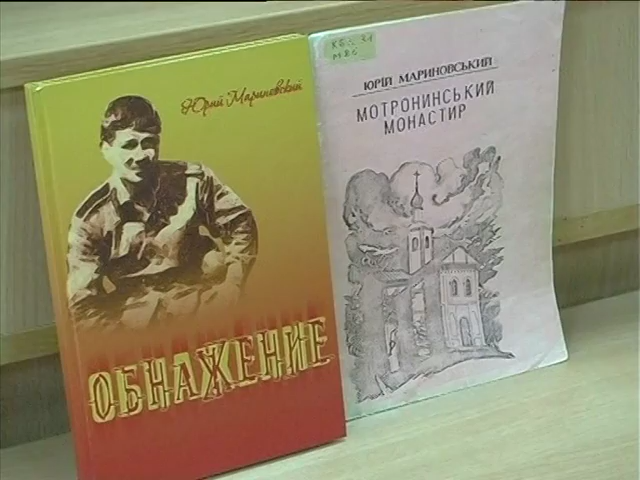 Юрий Мариновский
ОБНАЖЕНИЕ
ЮРІЙ МАРИНОВСЬКИЙ
МОТРОНИНСЬКИЙ
МОНАСТИР